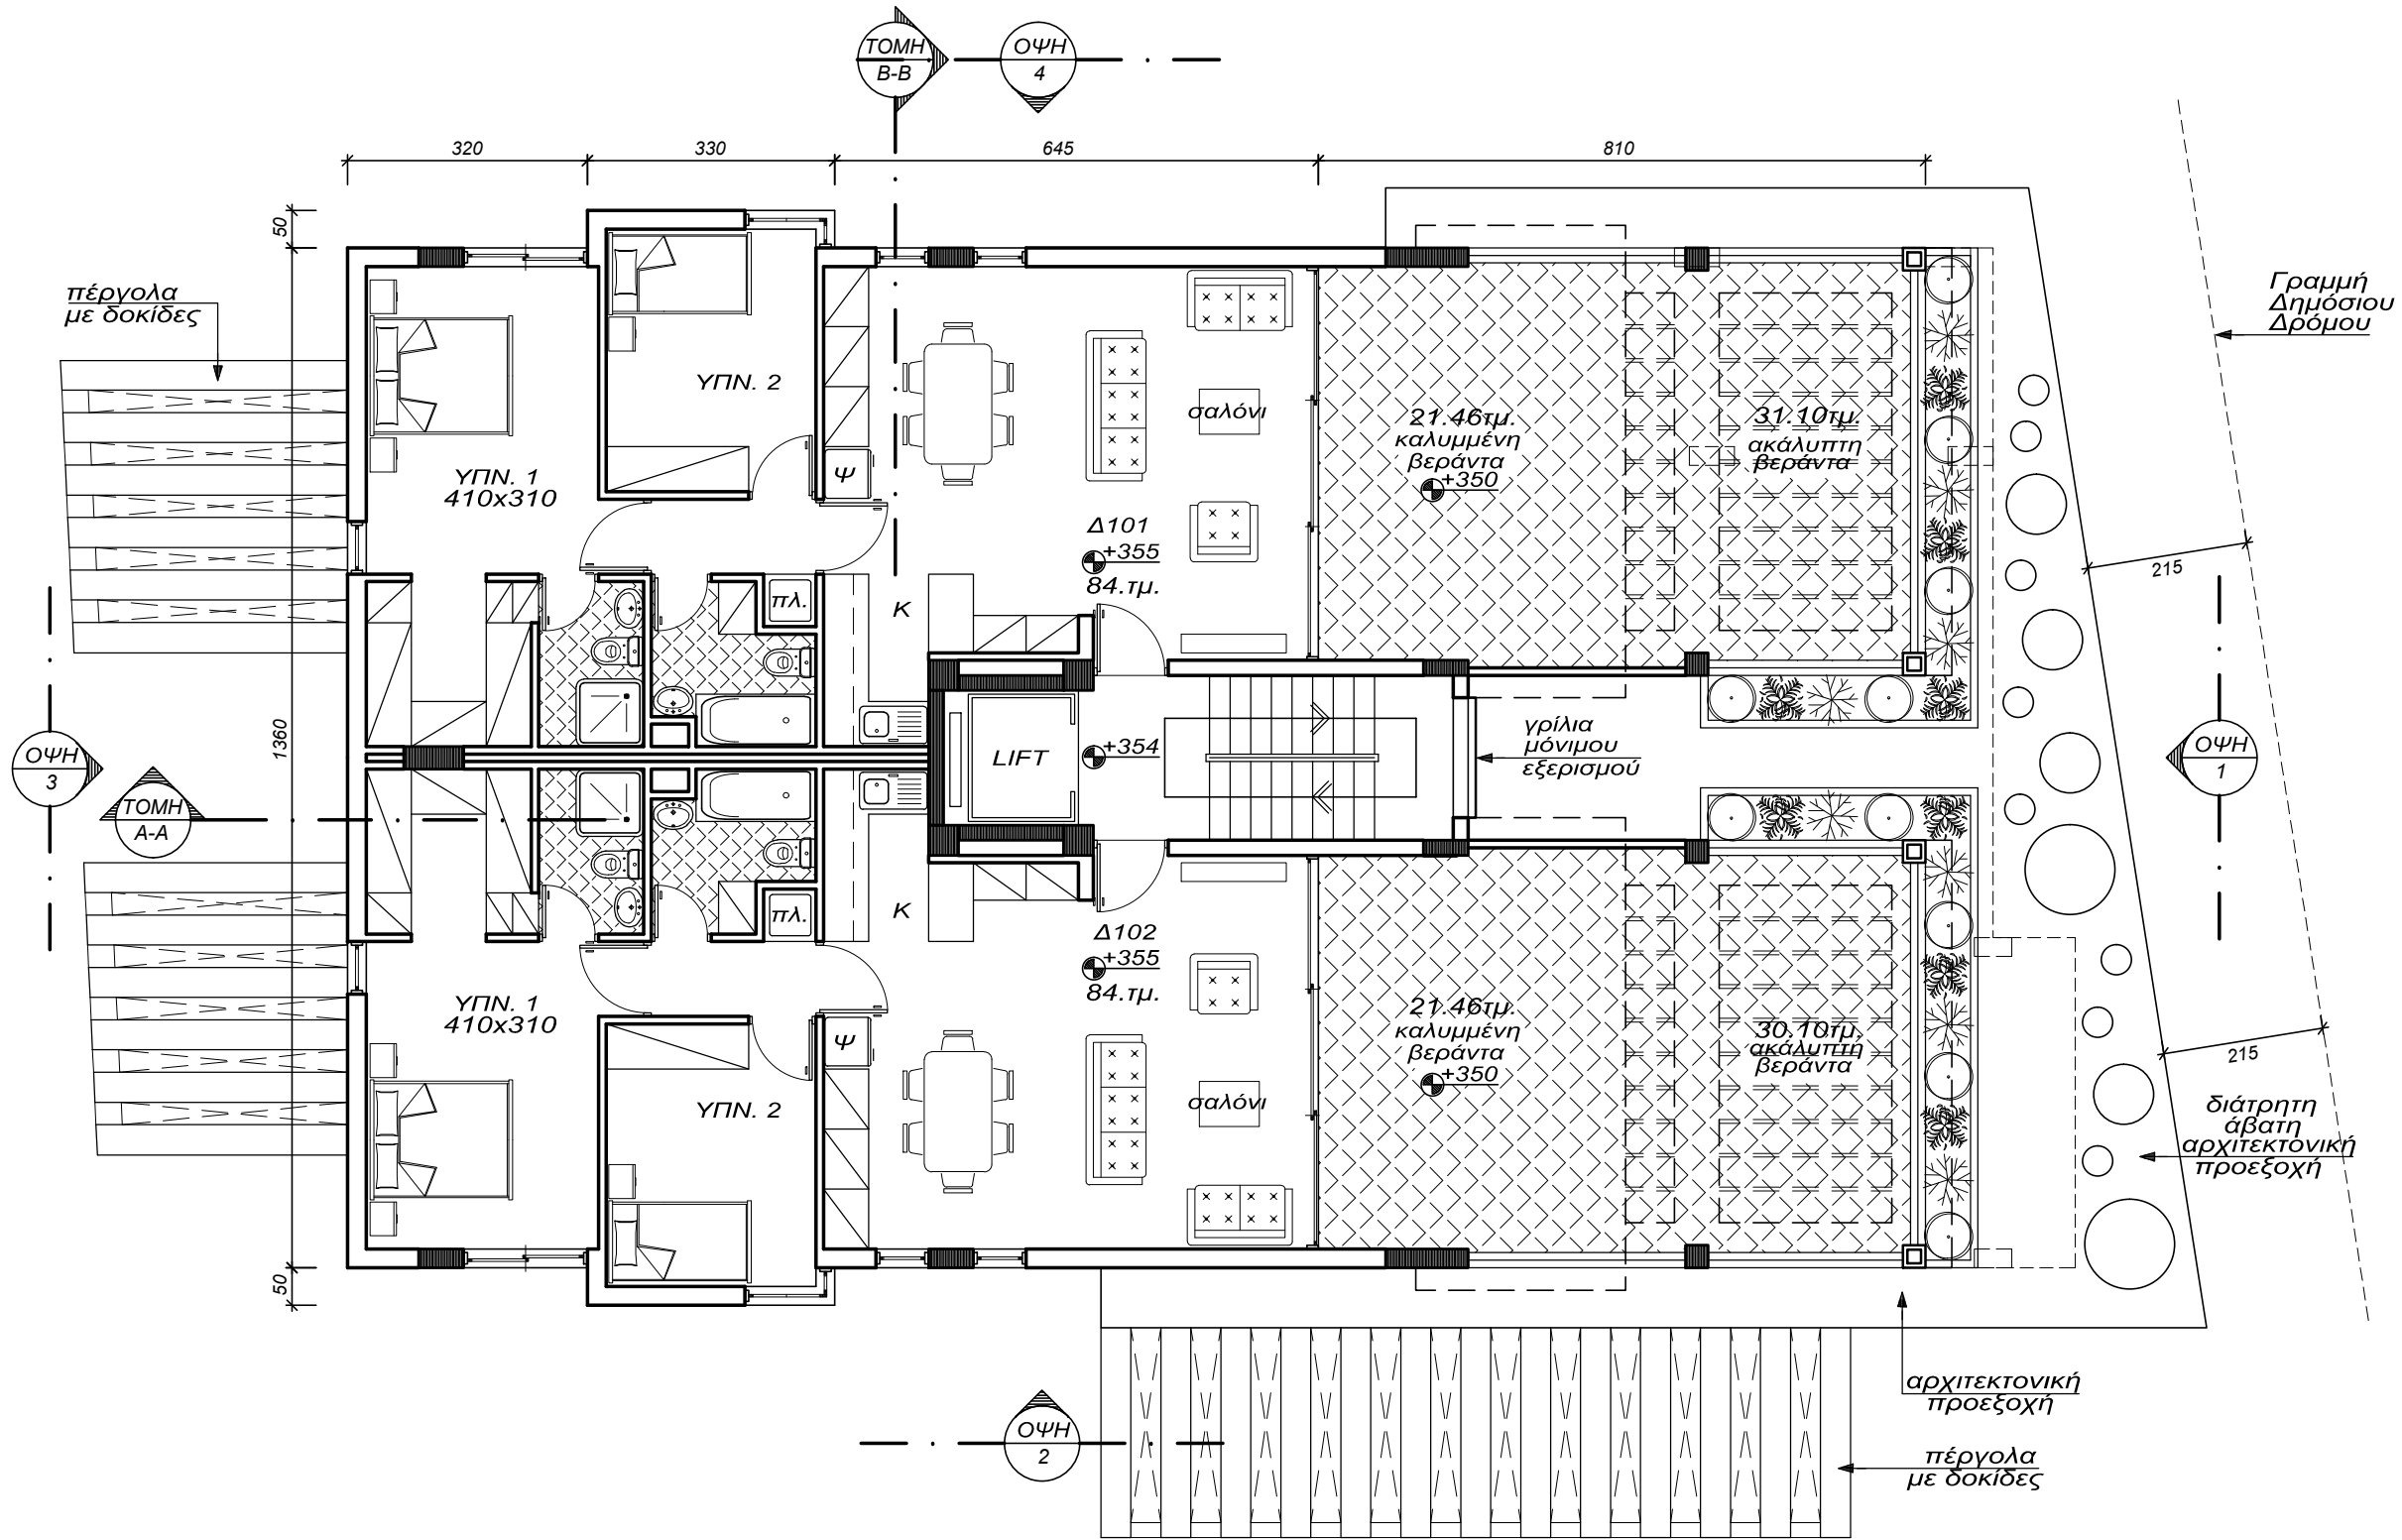 ΤΟΜΗ
Β-Β
ΟΨΗ
4
320
330
645
810
50
πέργολα
με δοκίδες
Γραμμή
Δημόσιου
Δρόμου
ΥΠΝ. 2
σαλόνι
21.46τμ.
καλυμμένη
βεράντα
+350
31.10τμ.
ακάλυπτη
βεράντα
ΥΠΝ. 1
410x310
Ψ
Δ101
+355
84.τμ.
215
πλ.
Κ
1360
ΟΨΗ
3
ΤΟΜΗ
Α-Α
LIFT
+354
γρίλια
μόνιμου
εξερισμού
ΟΨΗ
1
πλ.
Κ
Δ102
+355
84.τμ.
ΥΠΝ. 1
410x310
Ψ
21.46τμ.
καλυμμένη
βεράντα
+350
30.10τμ.
ακάλυπτη
βεράντα
215
ΥΠΝ. 2
σαλόνι
διάτρητη
άβατη
αρχιτεκτονική
προεξοχή
50
αρχιτεκτονική
προεξοχή
ΟΨΗ
2
πέργολα
με δοκίδες